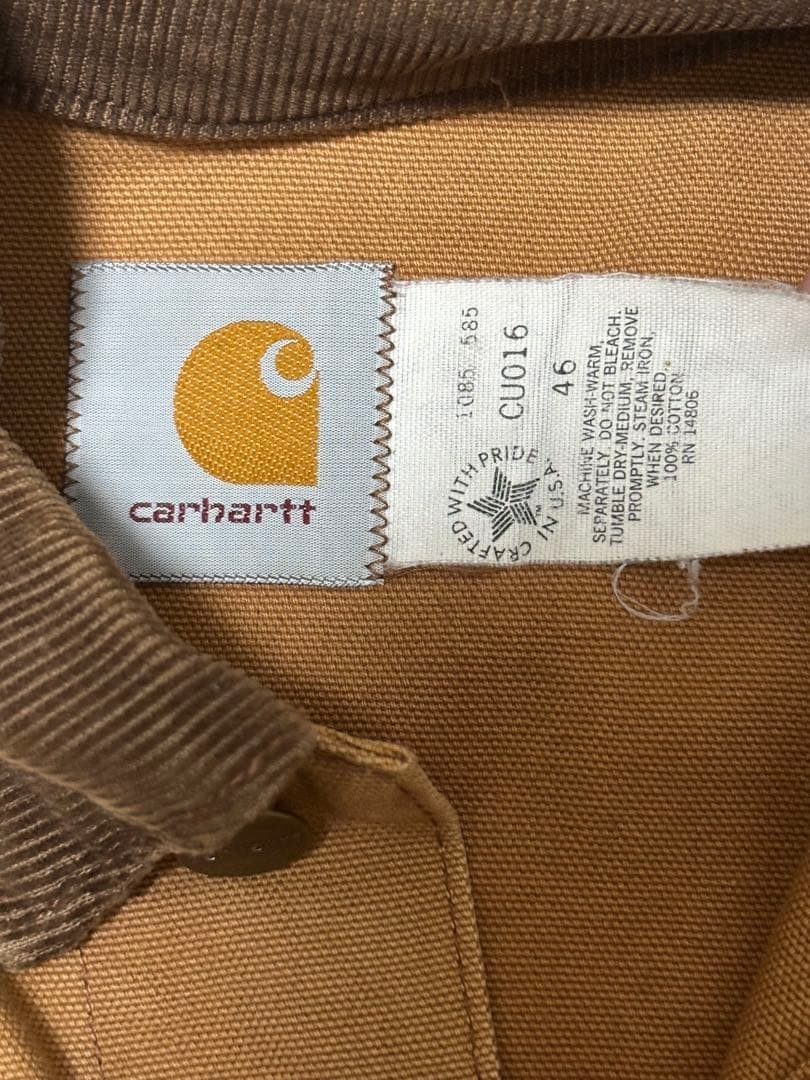 carhartt
1085 585
CU016
46
CRAFTED WITH PRIDE IN U.S.A.
TM
MACHINE WASH-WARM,
SEPARATELY. DO NOT BLEACH.
TUMBLE DRY-MEDIUM, REMOVE
PROMPTLY. STEAM IRON,
WHEN DESIRED.
100% COTTON
RN 14806